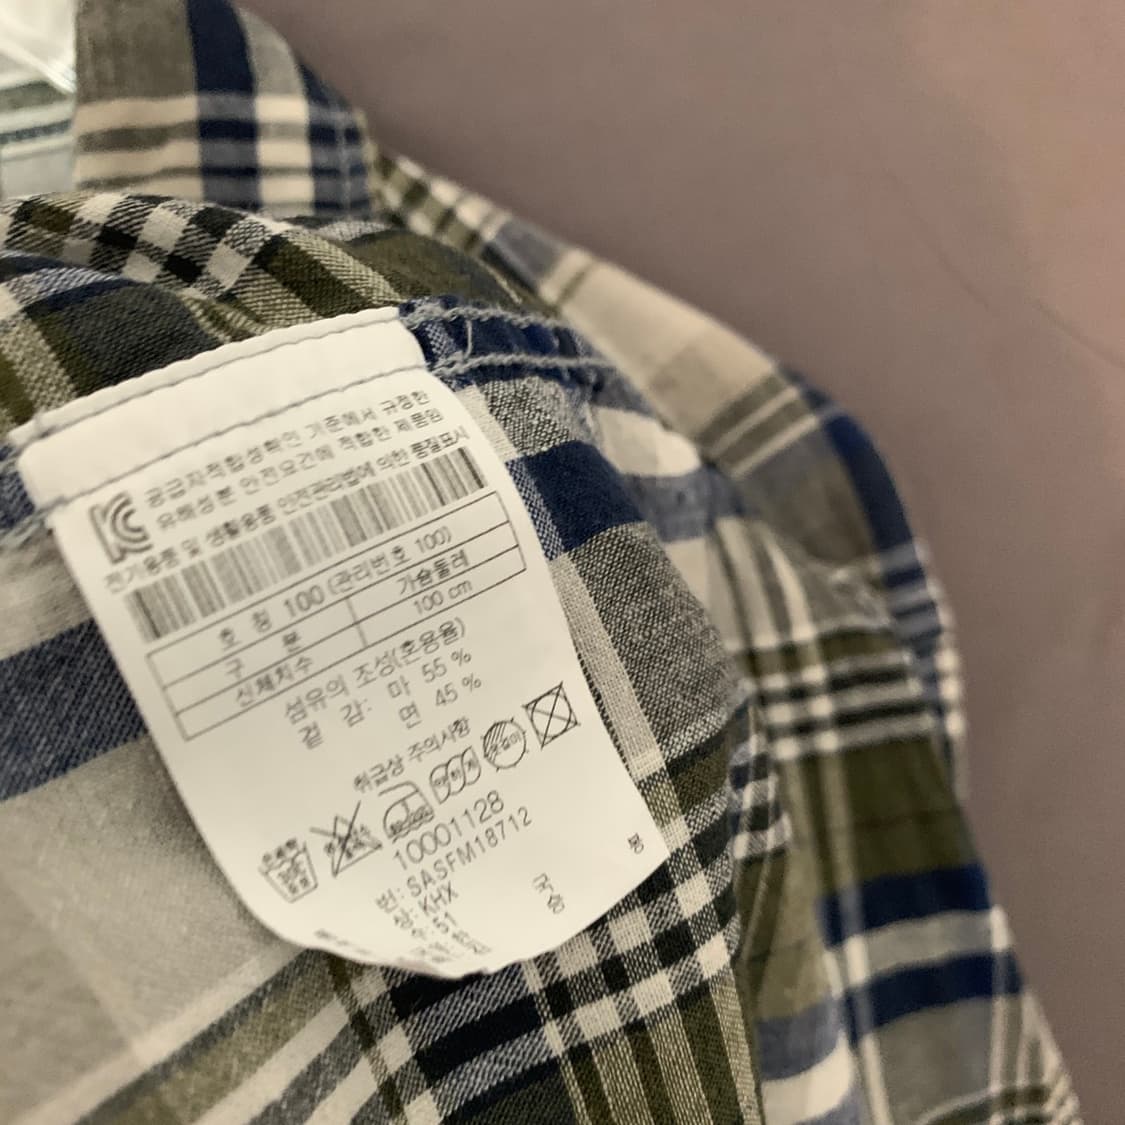 공급자적합성확인 기준에서 규정한
유해성분 안전요건에 적합한 제품임
전기용품 및 생활용품 안전관리법에 의한 품질표시
호 칭 100 (관리번호 100)
구 분 가슴둘레
신체치수 100 cm
섬유의 조성(혼용율)
겉 감: 마 55 %
면 45 %
취급상 주의사항
10001128
번: SASFM18712
상: KHX
수: 51